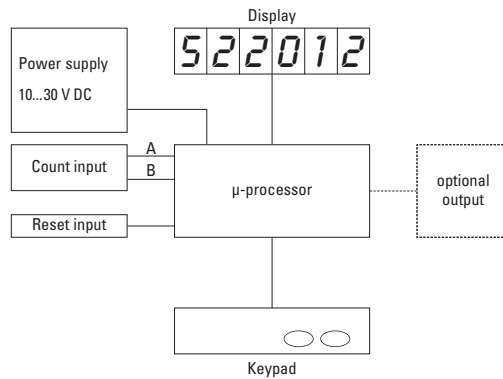 Display
522012
Power supply
10...30 V DC
A
Count input
B
µ-processor
optional
output
Reset input
Keypad